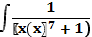 ∫ 1 / (〖x(x〗^7 + 1)